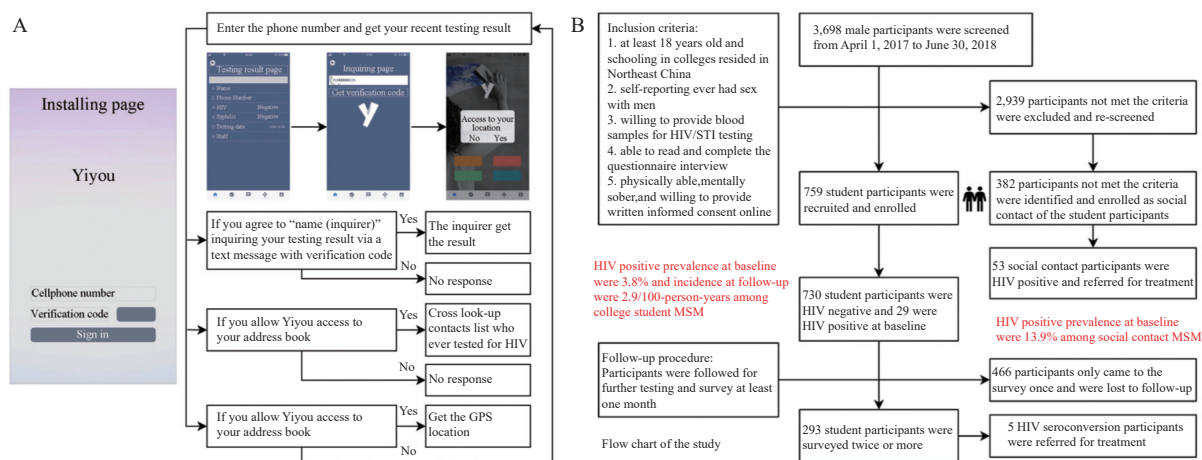 A
Enter the phone number and get your recent testing result
Installing page
Yiyou
Cellphone number
Verification code
Sign in
Testing result page
Name
Phone Number
HIV Negative
Syphilis Negative
Testing date
Staff
Inquiring page
Get verification code
Access to your
location
No Yes
If you agree to “name (inquirer)”
inquiring your testing result via a
text message with verification code
Yes
The inquirer get
the result
No
No response
If you allow Yiyou access to
your address book
Yes
Cross look-up
contacts list who
ever tested for HIV
No
No response
If you allow Yiyou access to
your address book
Yes
Get the GPS
location
No
B
Inclusion criteria:
1. at least 18 years old and
schooling in colleges resided in
Northeast China
2. self-reporting ever had sex
with men
3. willing to provide blood
samples for HIV/STI testing
4. able to read and complete the
questionnaire interview
5. physically able,mentally
sober,and willing to provide
written informed consent online
3,698 male participants were screened
from April 1, 2017 to June 30, 2018
2,939 participants not met the criteria
were excluded and re-screened
759 student participants were
recruited and enrolled
382 participants not met the criteria
were identified and enrolled as social
contact of the student participants
53 social contact participants were
HIV positive and referred for treatment
HIV positive prevalence at baseline
were 3.8% and incidence at follow-up
were 2.9/100-person-years among
college student MSM
730 student participants were
HIV negative and 29 were
HIV positive at baseline
HIV positive prevalence at baseline
were 13.9% among social contact MSM
Follow-up procedure:
Participants were followed for
further testing and survey at least
one month
466 participants only came to the
survey once and were lost to follow-up
Flow chart of the study
293 student participants were
surveyed twice or more
5 HIV seroconversion participants
were referred for treatment